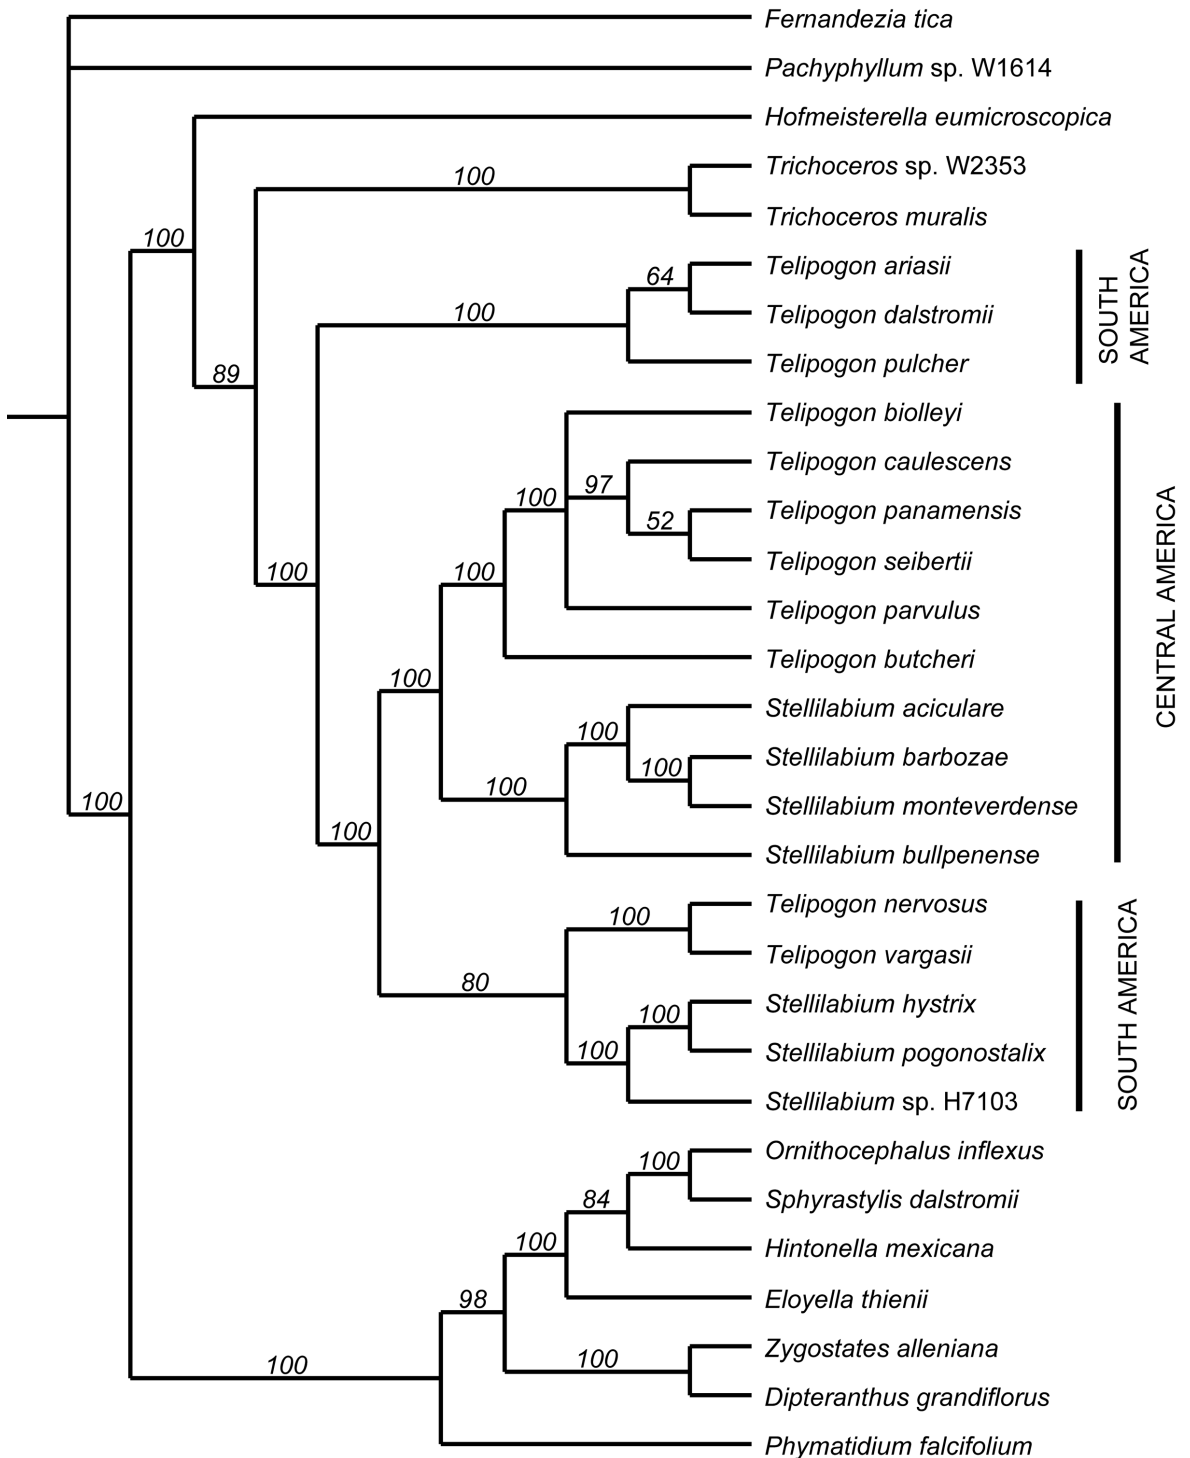 Fernandezia tica
Pachyphyllum sp. W1614
Hofmeisterella eumicroscopica
100
Trichoceros sp. W2353
Trichoceros muralis
100
64
Telipogon ariasii
SOUTH
AMERICA
100
Telipogon dalstromii
89
Telipogon pulcher
Telipogon biolleyi
97
Telipogon caulescens
100
52
Telipogon panamensis
CENTRAL AMERICA
100
100
Telipogon seibertii
Telipogon parvulus
100
Telipogon butcheri
100
Stellilabium aciculare
100
Stellilabium barbozae
100
100
Stellilabium monteverdense
100
Stellilabium bullpenense
100
Telipogon nervosus
SOUTH AMERICA
Telipogon vargasii
80
100
Stellilabium hystrix
100
Stellilabium pogonostalix
Stellilabium sp. H7103
100
Ornithocephalus inflexus
84
Sphyrastylis dalstromii
100
Hintonella mexicana
98
Eloyella thienii
100
100
Zygostates alleniana
Dipteranthus grandiflorus
Phymatidium falcifolium